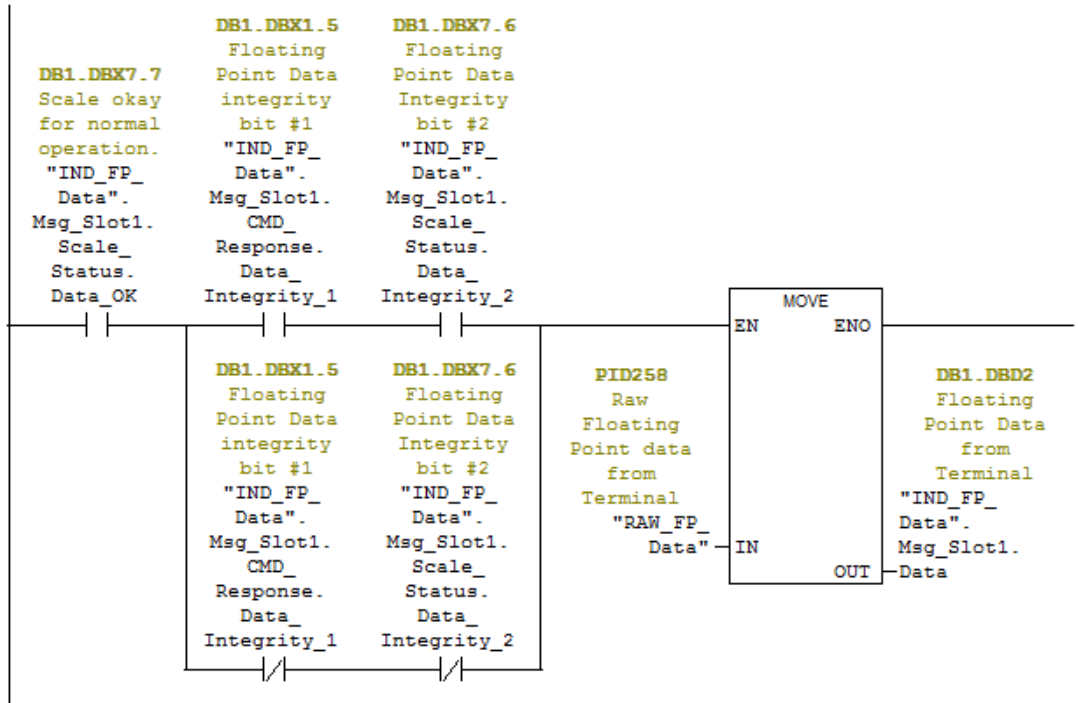 DB1.DBX7.7
Scale okay
for normal
operation.
"IND_FP_
Data".
Msg_Slot1.
Scale_
Status.
Data_OK
DB1.DBX1.5
Floating
Point Data
integrity
bit #1
"IND_FP_
Data".
Msg_Slot1.
CMD_
Response.
Data_
Integrity_1
DB1.DBX7.6
Floating
Point Data
Integrity
bit #2
"IND_FP_
Data".
Msg_Slot1.
Scale_
Status.
Data_
Integrity_2
DB1.DBX1.5
Floating
Point Data
integrity
bit #1
"IND_FP_
Data".
Msg_Slot1.
CMD_
Response.
Data_
Integrity_1
DB1.DBX7.6
Floating
Point Data
Integrity
bit #2
"IND_FP_
Data".
Msg_Slot1.
Scale_
Status.
Data_
Integrity_2
PID258
Raw
Floating
Point data
from
Terminal
"RAW_FP_
Data"
MOVE
EN ENO
IN
OUT
DB1.DBD2
Floating
Point Data
from
Terminal
"IND_FP_
Data".
Msg_Slot1.
Data